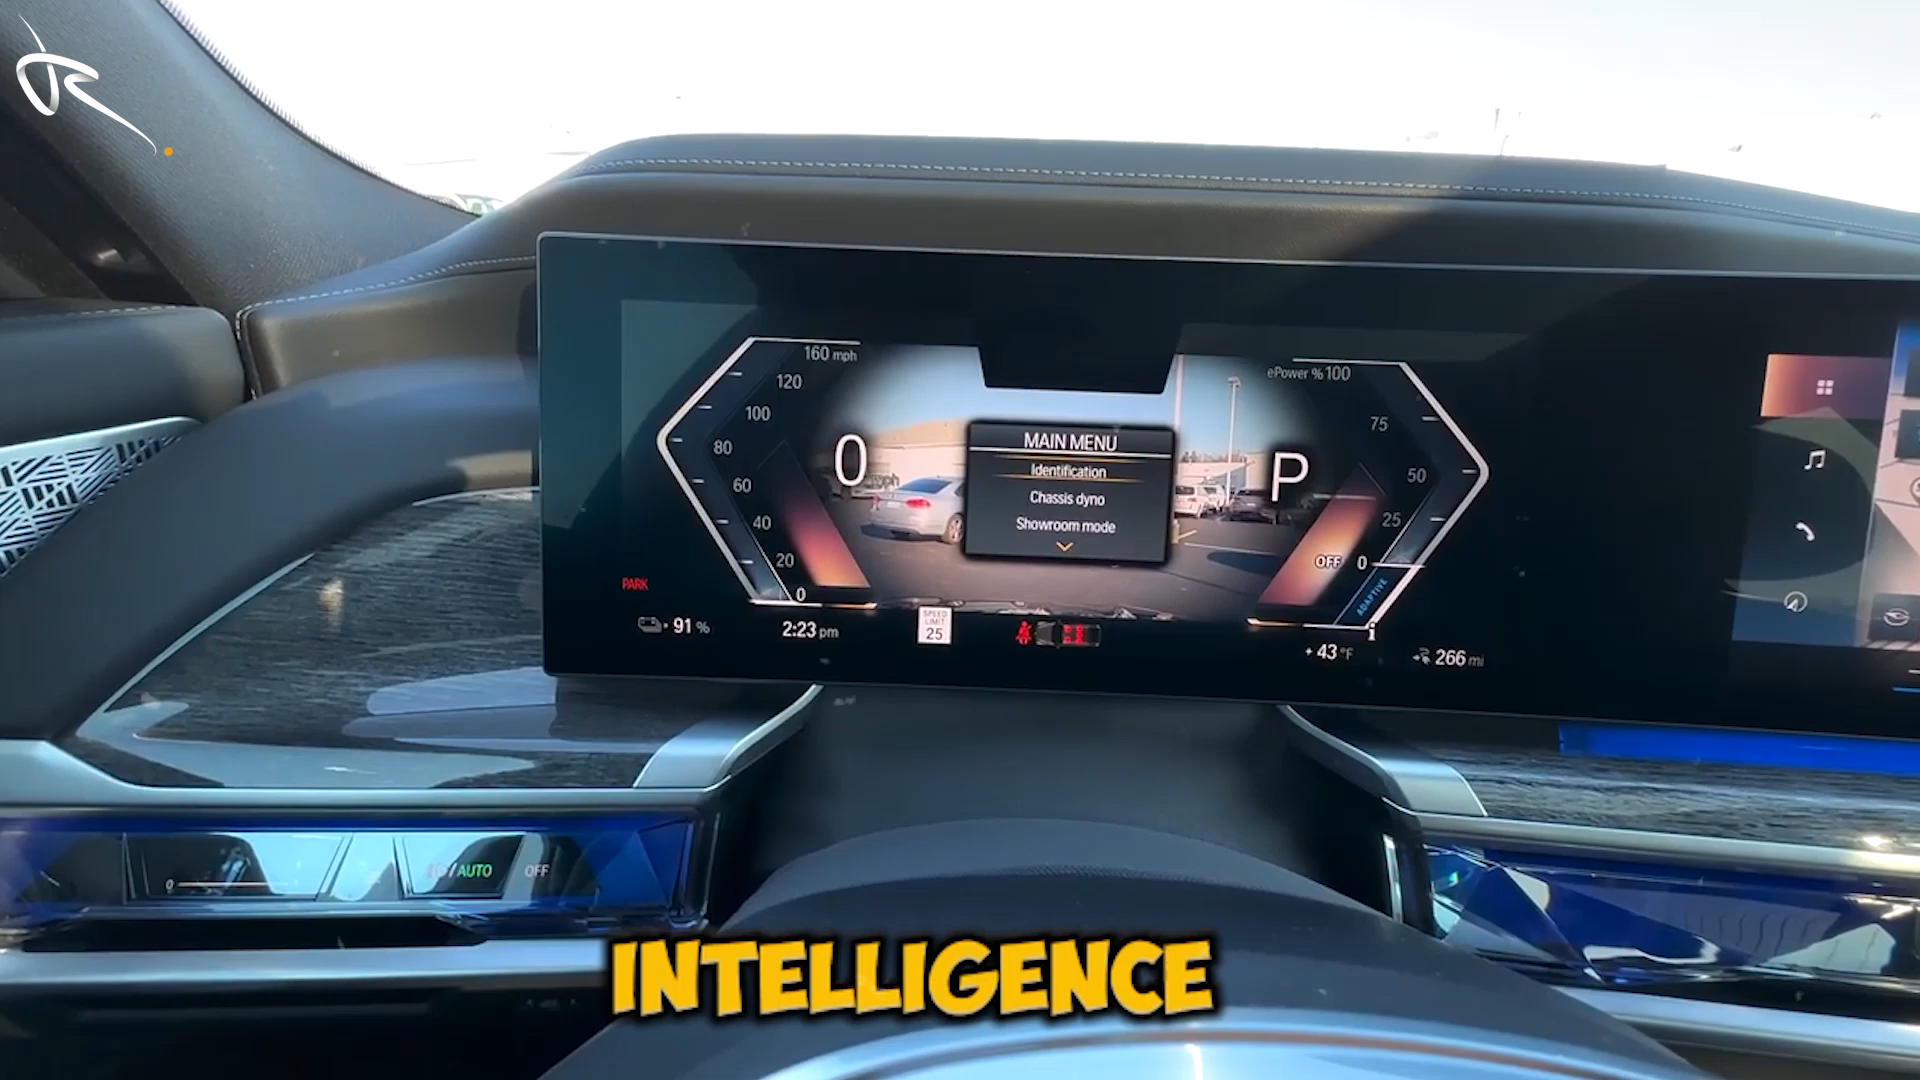 160 mph
120
100
80
60
40
20
0
0
mph
MAIN MENU
Identification
Chassis dyno
Showroom mode
P
ePower % 100
75
50
25
OFF 0
ADAPTIVE
PARK
91 %
2:23 pm
SPEED
LIMIT
25
+ 43 °F
266 mi
0
AUTO
OFF
INTELLIGENCE